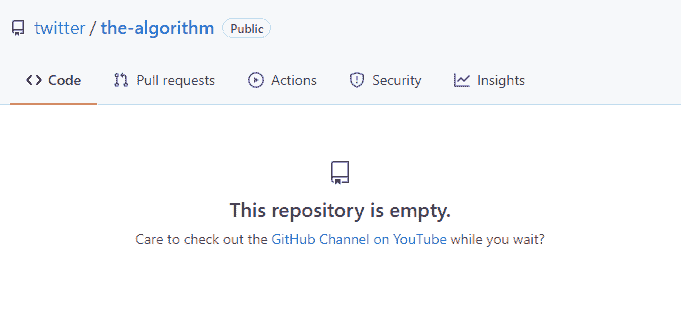 twitter / the-algorithm Public
Code Pull requests Actions Security Insights
This repository is empty.
Care to check out the GitHub Channel on YouTube while you wait?